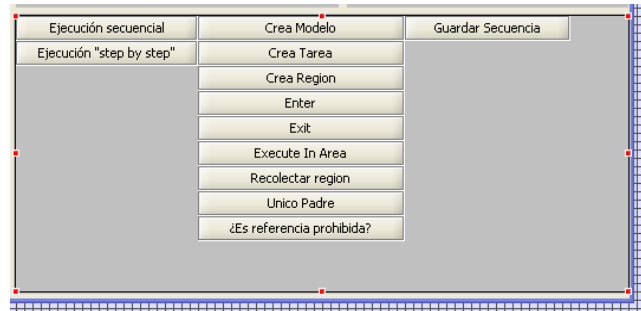 Ejecución secuencial
Crea Modelo
Guardar Secuencia
Ejecución "step by step"
Crea Tarea
Crea Region
Enter
Exit
Execute In Area
Recolectar region
Unico Padre
¿Es referencia prohibida?